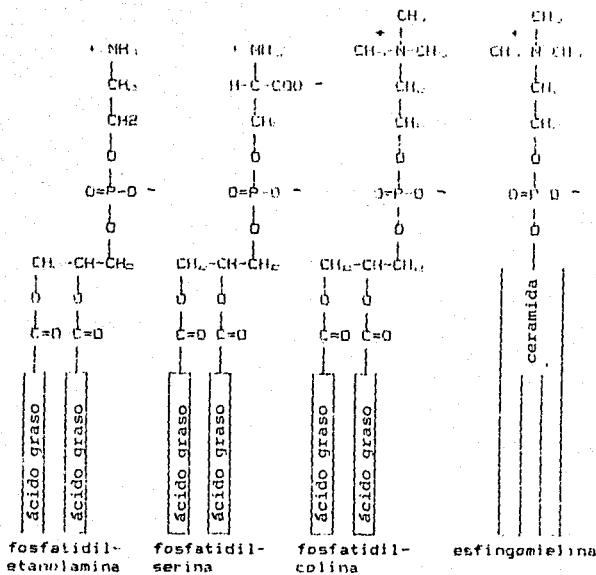 CH₃ CH₃
+ NH₃ + NH₃ CH₃-N-CH₃ + CH₃ N CH₃ +
CH₂ H-C-COO - CH₂ CH₂
CH2 CH₂ CH₂ CH₂
O O O O
O=P-O - O=P-O - O=P-O - O=P O -
O O O O
CH₂-CH-CH₂ CH₂-CH-CH₂ CH₂-CH-CH₂
O O O O O O
C=O C=O C=O C=O C=O C=O
ceramida
ácido graso ácido graso ácido graso ácido graso ácido graso ácido graso
fosfatidil- fosfatidil- fosfatidil- esfingomielina
etanolamina serina colina